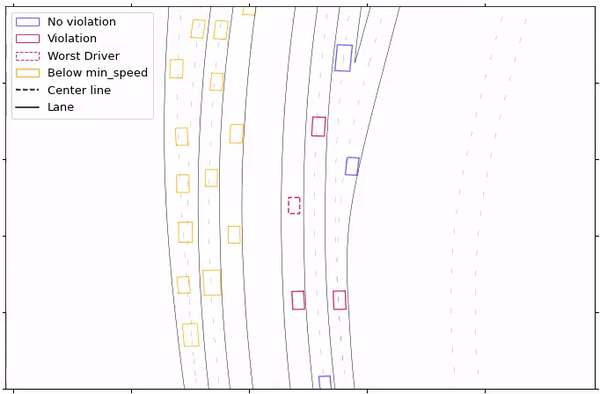 No violation
Violation
Worst Driver
Below min_speed
Center line
Lane